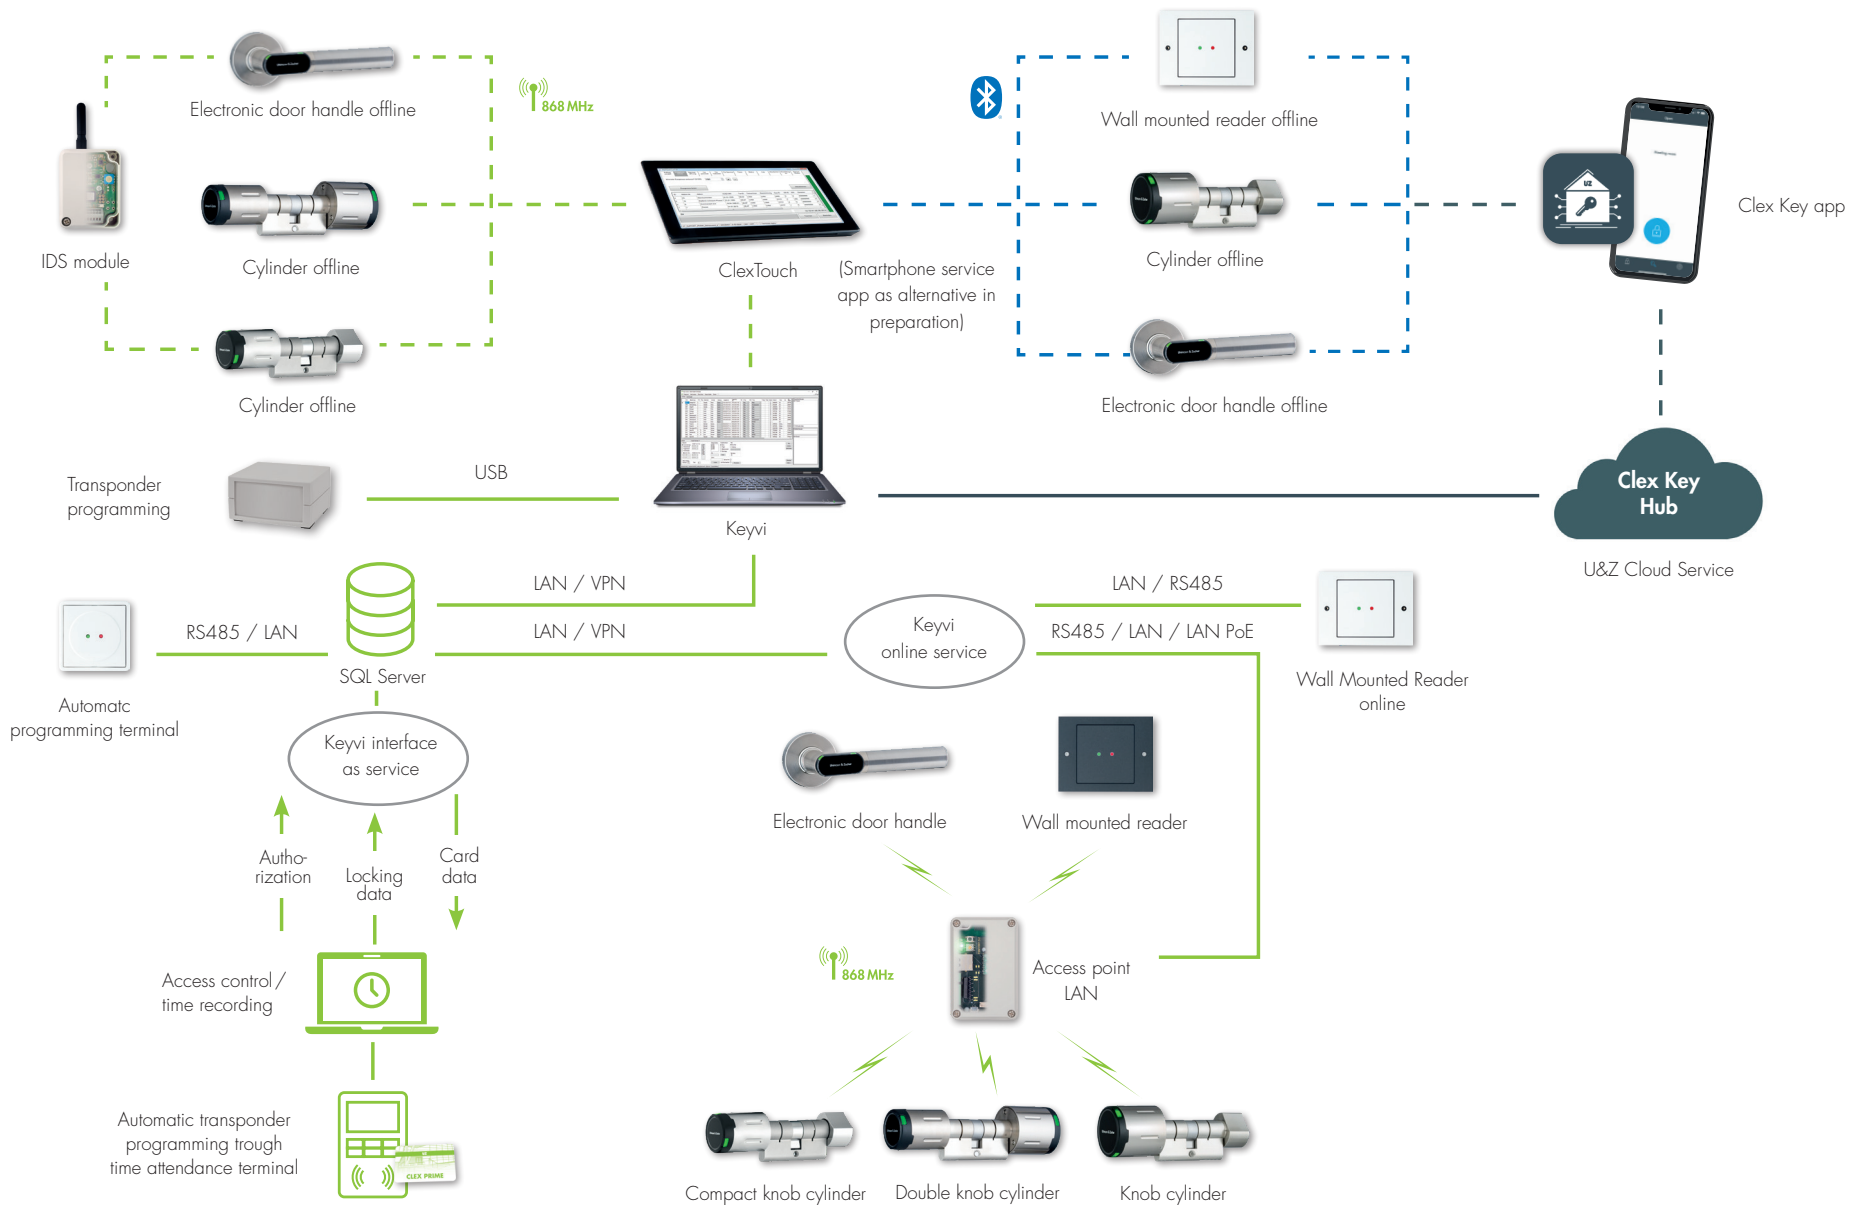 868 MHz
Electronic door handle offline
Wall mounted reader offline
UZ
Clex Key app
IDS module
Cylinder offline
ClexTouch
(Smartphone service
app as alternative in
preparation)
Cylinder offline
Cylinder offline
Electronic door handle offline
Transponder
programming
USB
Keyvi
Clex Key
Hub
U&Z Cloud Service
LAN / VPN
LAN / RS485
RS485 / LAN
LAN / VPN
Keyvi
online service
RS485 / LAN / LAN PoE
SQL Server
Automatc
programming terminal
Wall Mounted Reader
online
Keyvi interface
as service
Electronic door handle
Wall mounted reader
Autho-
rization
Locking
data
Card
data
868 MHz
Access point
LAN
Access control /
time recording
Automatic transponder
programming trough
time attendance terminal
CLEX PRIME
Compact knob cylinder
Double knob cylinder
Knob cylinder